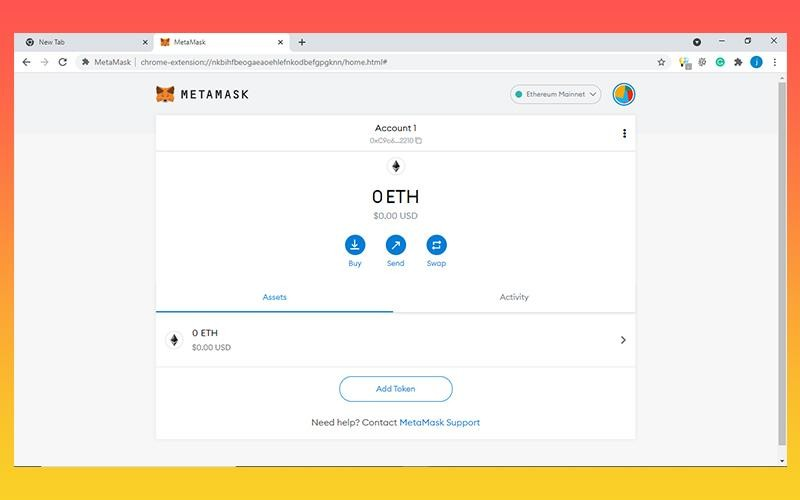 New Tab
MetaMask
MetaMask | chrome-extension://nkbihfbeogaeaoehlefnkodbefgpgknn/home.html#
METAMASK
Ethereum Mainnet
Account 1
0xC9c6...2210
0 ETH
$0.00 USD
Buy Send Swap
Assets Activity
0 ETH
$0.00 USD
Add Token
Need help? Contact MetaMask Support